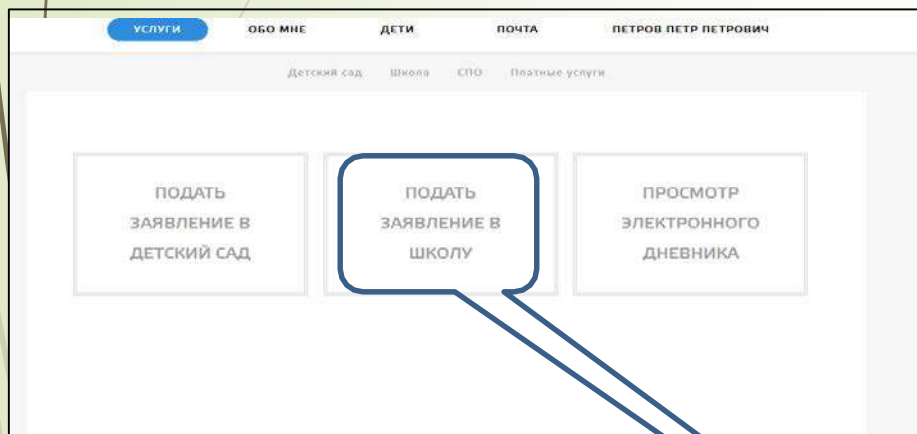 УСЛУГИ ОБО МНЕ ДЕТИ ПОЧТА ПЕТРОВ ПЕТР ПЕТРОВИЧ
Детский сад Школа СПО Платные услуги
ПОДАТЬ
ЗАЯВЛЕНИЕ В
ДЕТСКИЙ САД
ПОДАТЬ
ЗАЯВЛЕНИЕ В
ШКОЛУ
ПРОСМОТР
ЭЛЕКТРОННОГО
ДНЕВНИКА